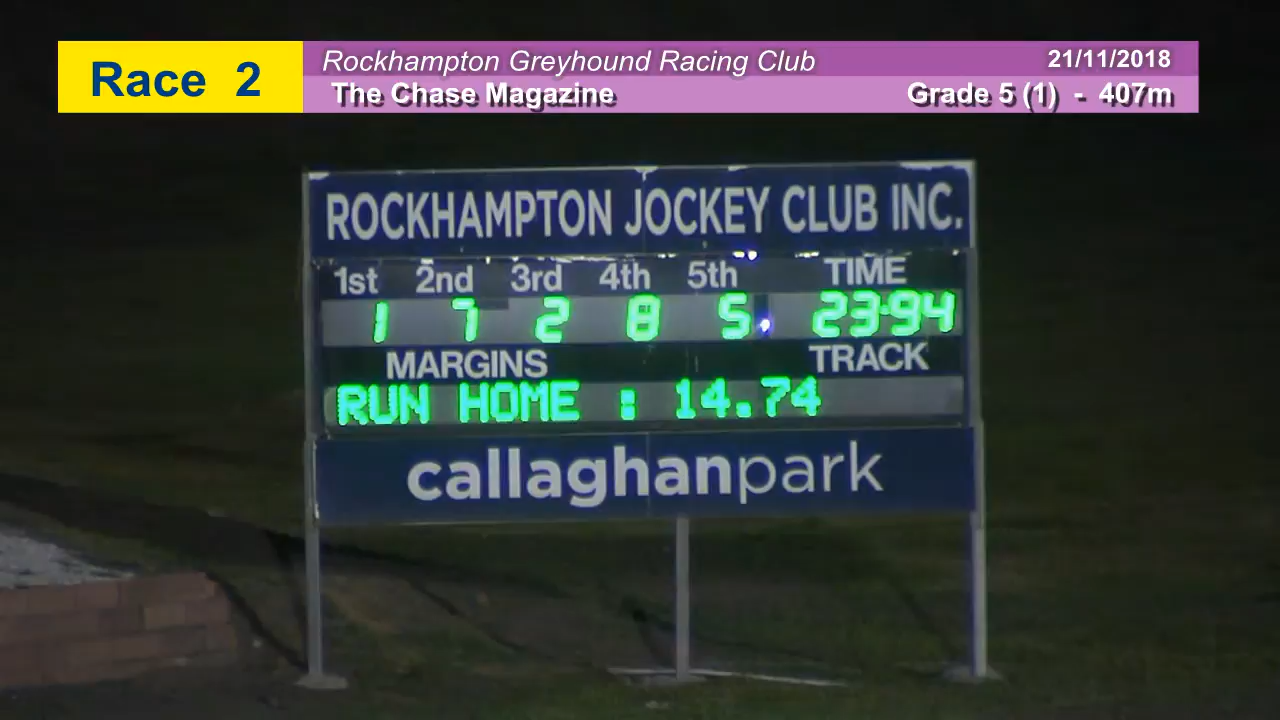 Race 2
Rockhampton Greyhound Racing Club 21/11/2018
The Chase Magazine Grade 5 (1) - 407m
ROCKHAMPTON JOCKEY CLUB INC.
1st 2nd 3rd 4th 5th TIME
1 7 2 8 5 23.94
MARGINS TRACK
RUN HOME : 14.74
callaghanpark